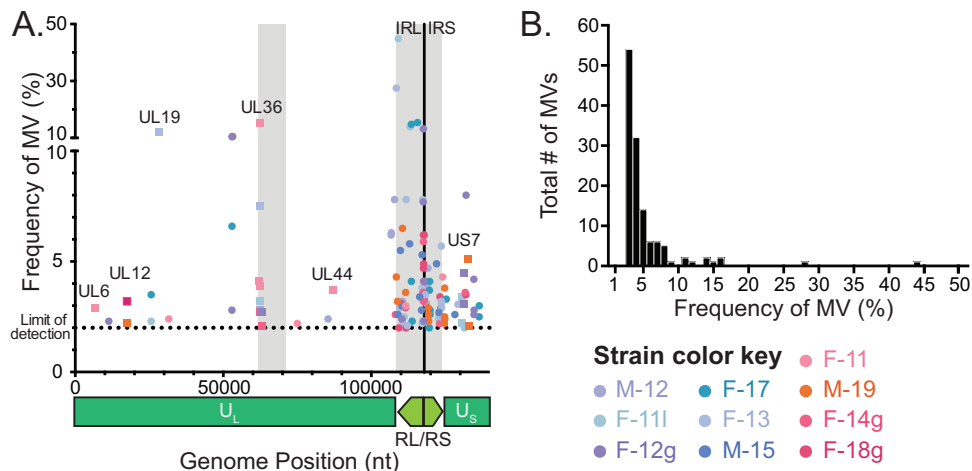 A.
Frequency of MV (%)
50
30
10
10
5
0
Limit of
detection
UL6
UL12
UL19
UL36
UL44
IRL IRS
US7
0 50000 100000
U_L
U_S
RL/RS
Genome Position (nt)
B.
Total # of MVs
60
50
40
30
20
10
0
1 5 10 15 20 25 30 35 40 45 50
Frequency of MV (%)
Strain color key
F-11
M-12 F-17 M-19
F-11l F-13 F-14g
F-12g M-15 F-18g